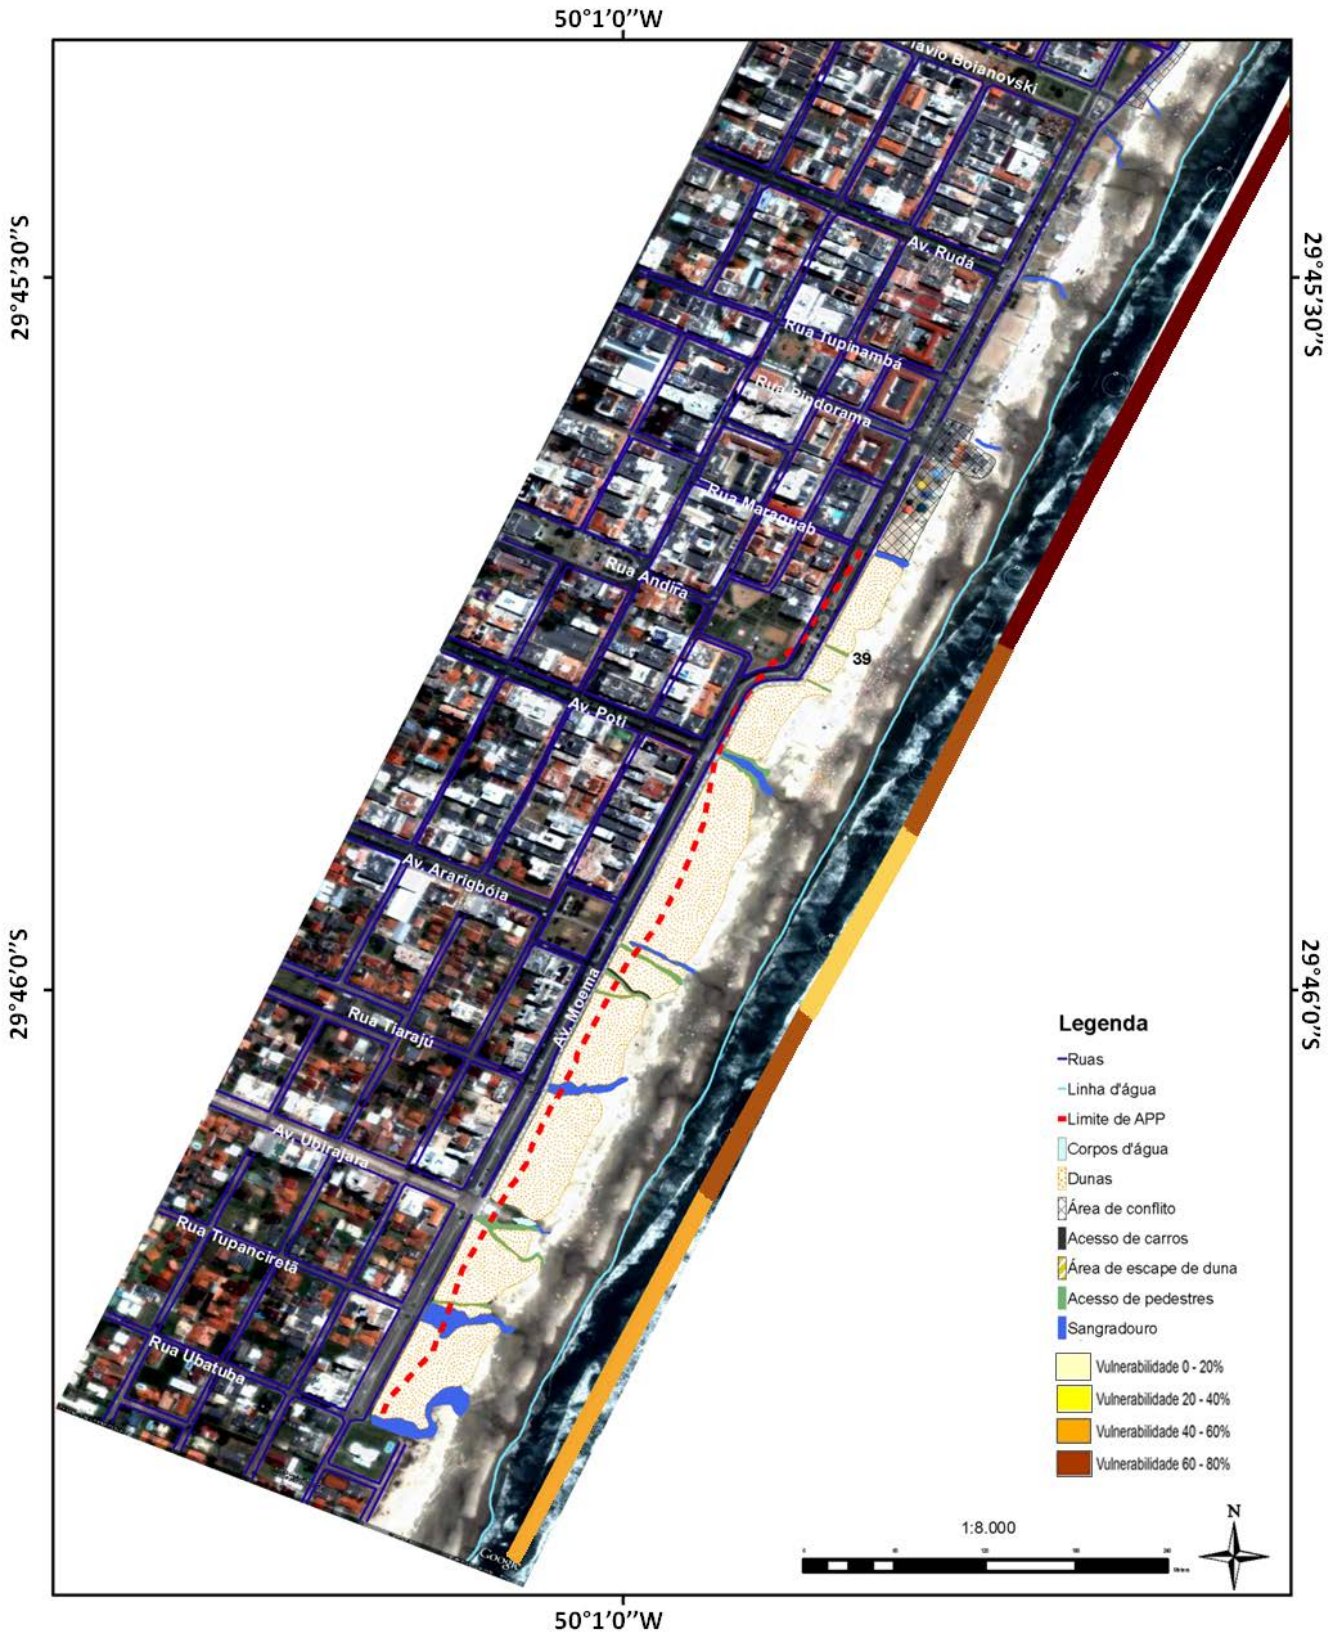 50°1'0''W
lávio Boianovski
Av. Rudá
29°45'30''S
29°45'30''S
Rua Tupinambá
Rua Pindorama
Rua Maraguab
Rua Andira
39
Av. Poti
Av. Ararigbóia
Av. Moema
29°46'0''S
29°46'0''S
Rua Tiarajú
Av. Ubirajara
Rua Tupanciretã
Rua Ubatuba
Legenda
Ruas
Linha d'água
Limite de APP
Corpos d'água
Dunas
Área de conflito
Acesso de carros
Área de escape de duna
Acesso de pedestres
Sangradouro
Vulnerabilidade 0 - 20%
Vulnerabilidade 20 - 40%
Vulnerabilidade 40 - 60%
Vulnerabilidade 60 - 80%
N
1:8.000
Google
50°1'0''W